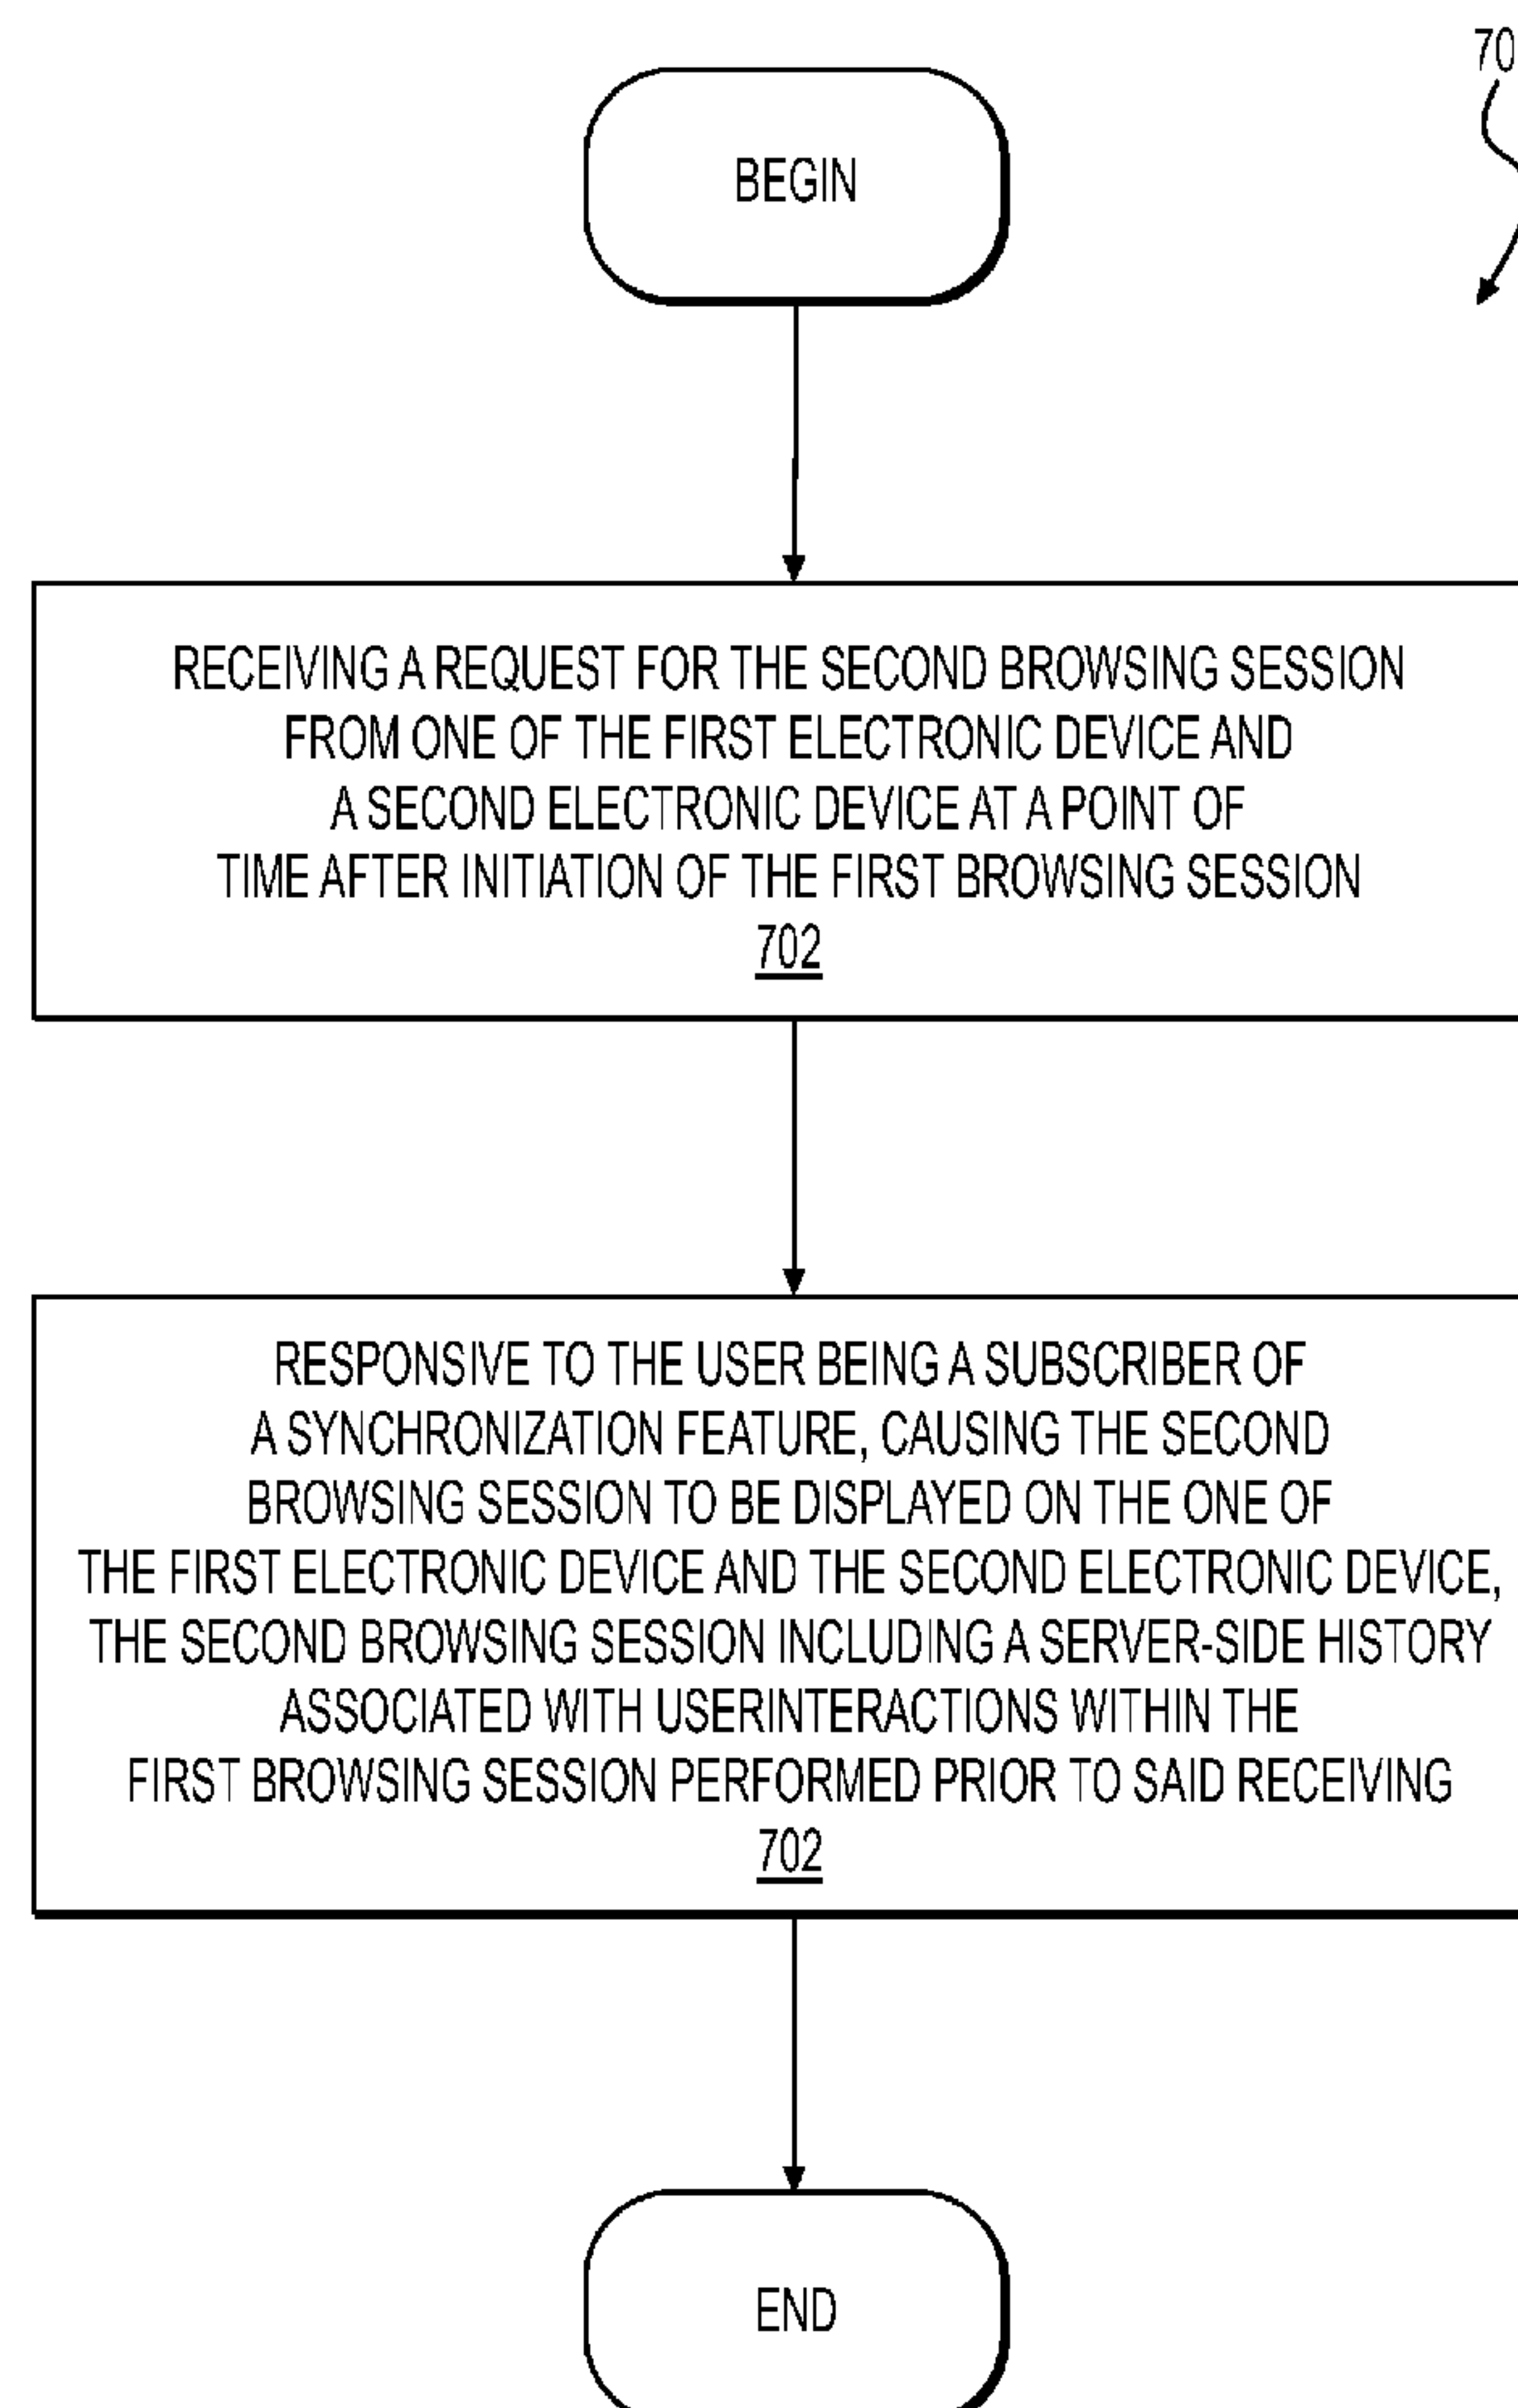 70
BEGIN
RECEIVING A REQUEST FOR THE SECOND BROWSING SESSION
FROM ONE OF THE FIRST ELECTRONIC DEVICE AND
A SECOND ELECTRONIC DEVICE AT A POINT OF
TIME AFTER INITIATION OF THE FIRST BROWSING SESSION
702
RESPONSIVE TO THE USER BEING A SUBSCRIBER OF
A SYNCHRONIZATION FEATURE, CAUSING THE SECOND
BROWSING SESSION TO BE DISPLAYED ON THE ONE OF
THE FIRST ELECTRONIC DEVICE AND THE SECOND ELECTRONIC DEVICE,
THE SECOND BROWSING SESSION INCLUDING A SERVER-SIDE HISTORY
ASSOCIATED WITH USERINTERACTIONS WITHIN THE
FIRST BROWSING SESSION PERFORMED PRIOR TO SAID RECEIVING
702
END